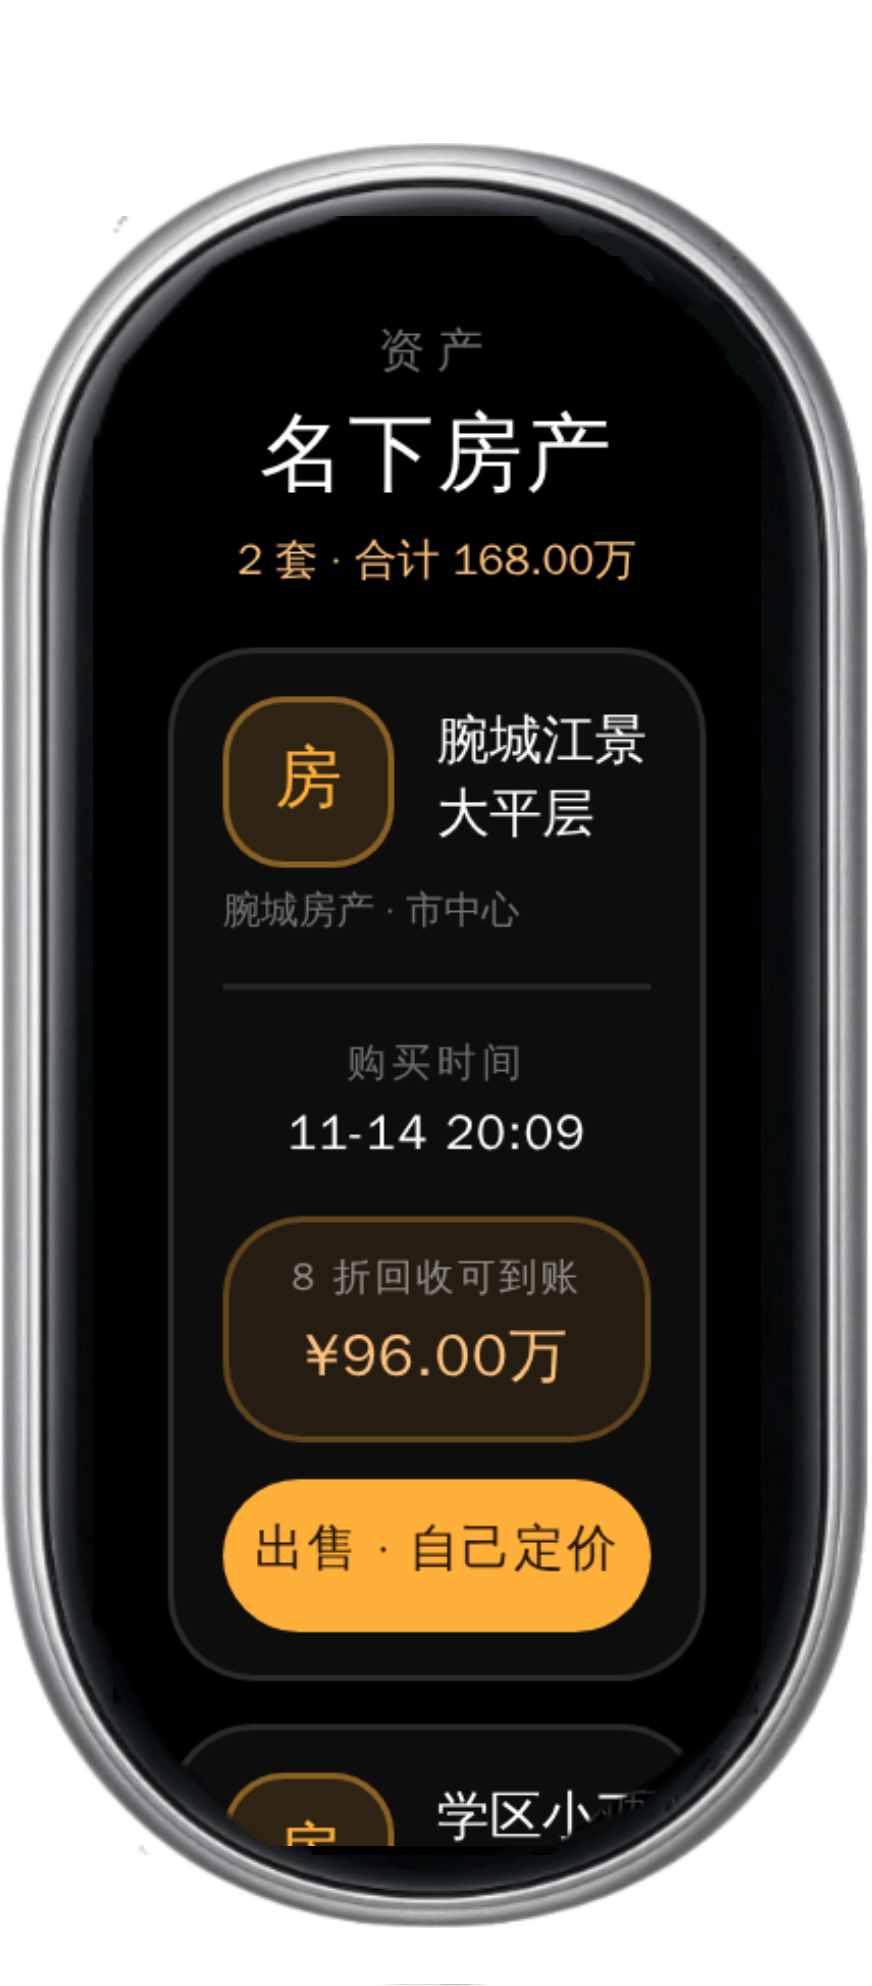 资产
名下房产
2 套 · 合计 168.00万
房
腕城江景
大平层
腕城房产 · 市中心
购买时间
11-14 20:09
8 折回收可到账
¥96.00万
出售 · 自己定价
学区小